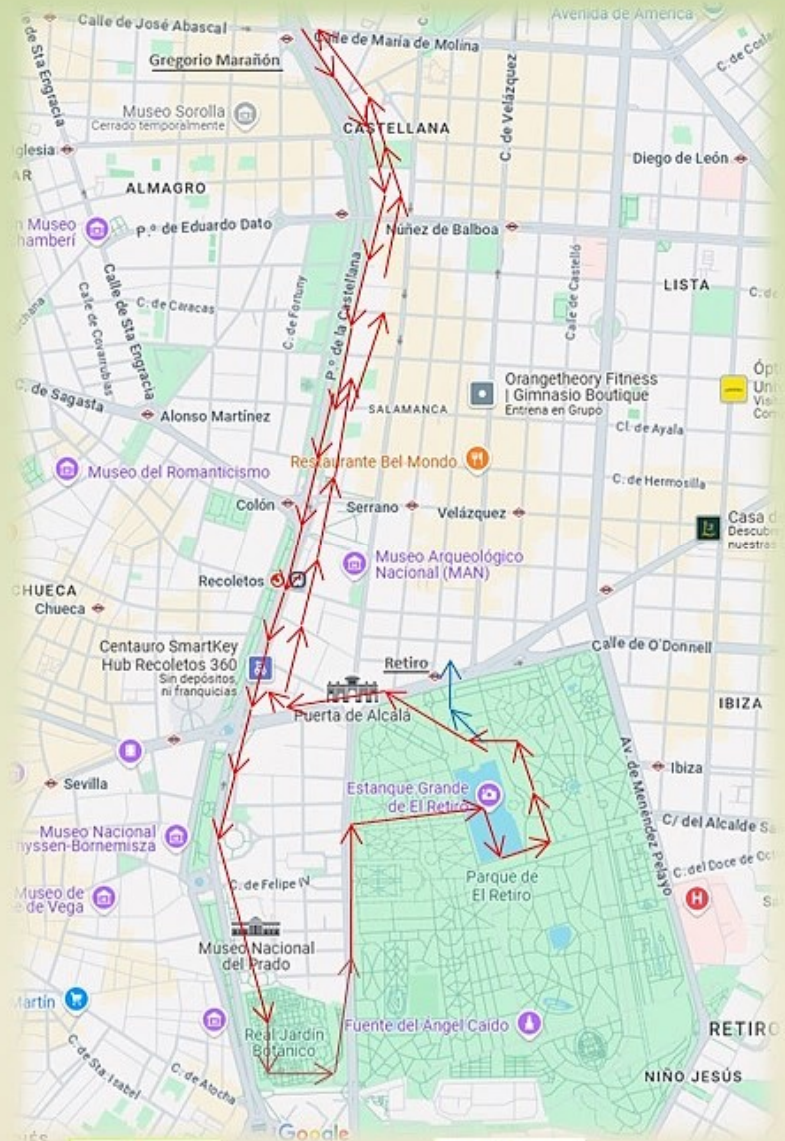 Calle de José Abascal
Avenida de América
Calle de María de Molina
Gregorio Marañón
de Sta Engracia
C. de Velázquez
Museo Sorolla
Cerrado temporalmente
CASTELLANA
Iglesia
Diego de León
AR
ALMAGRO
P.º de Eduardo Dato
Museo
hamberí
Núñez de Balboa
Calle de Castelló
Calle de Sta Engracia
Calle de Covarrubias
C. de Caracas
C. de Fortuny
P.º de la Castellana
LISTA
C. de Sagasta
Alonso Martínez
SALAMANCA
Orangetheory Fitness
| Gimnasio Boutique
Entrena en Grupo
Cl. de Ayala
Museo del Romanticismo
Restaurante Bel Mondo
C. de Hermosilla
Colón
Serrano
Velázquez
Casa d
Descubr
nuestras
Recoletos
Museo Arqueológico
Nacional (MAN)
CHUECA
Chueca
Centauro SmartKey
Hub Recoletos 360
Sin depósitos,
ni franquicias
Retiro
Calle de O'Donnell
Puerta de Alcalá
IBIZA
Sevilla
Estanque Grande
de El Retiro
Av. de Menéndez Pelayo
Ibiza
Museo Nacional
hyssen-Bornemisza
C/ del Alcalde Sa
C. del Doce de Oct
Parque de
El Retiro
Museo de
e de Vega
C. de Felipe IV
Museo Nacional
del Prado
artín
Real Jardín
Botánico
Fuente del Ángel Caído
RETIRO
C. de Sta. Isabel
C. de Atocha
NIÑO JESÚS
Google